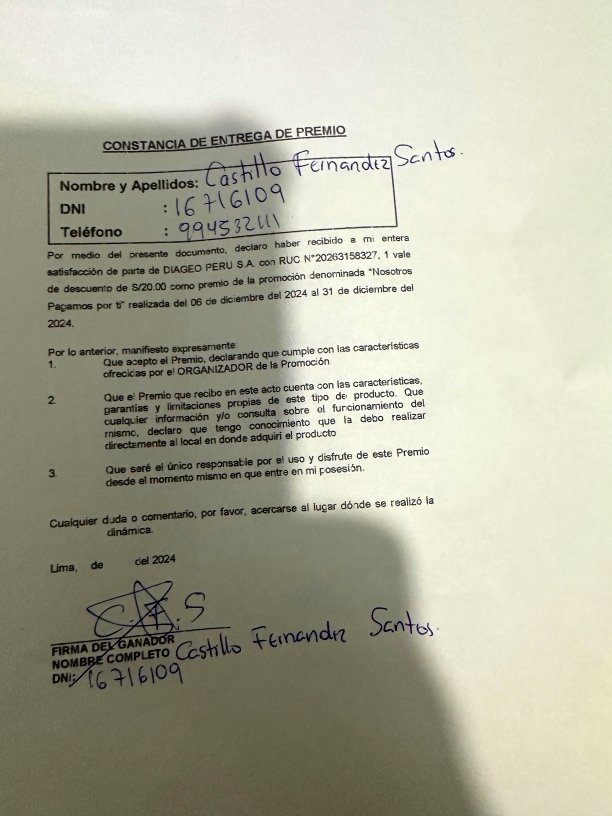 CONSTANCIA DE ENTREGA DE PREMIO
Nombre y Apellidos: Castillo Fernandez Santos.
DNI : 16716109
Teléfono : 994532111
Por medio del presente documento, declaro haber recibido a mi entera
satisfacción de parte de DIAGEO PERU S.A. con RUC N°20263158327, 1 vale
de descuento de S/20.00 como premio de la promoción denominada "Nosotros
Pagamos por ti" realizada del 06 de diciembre del 2024 al 31 de diciembre del
2024.
Por lo anterior, manifiesto expresamente:
1. Que acepto el Premio, declarando que cumple con las características
ofrecidas por el ORGANIZADOR de la Promoción
2. Que el Premio que recibo en este acto cuenta con las características,
garantías y limitaciones propias de este tipo de producto. Que
cualquier información y/o consulta sobre el funcionamiento del
mismo, declaro que tengo conocimiento que la debo realizar
directamente al local en donde adquirí el producto
3. Que seré el único responsable por el uso y disfrute de este Premio
desde el momento mismo en que entre en mi posesión.
Cualquier duda o comentario, por favor, acercarse al lugar dónde se realizó la
dinámica.
Lima, de del 2024
C.F.S
FIRMA DEL GANADOR
NOMBRE COMPLETO Castillo Fernandez Santos.
DNI: 16716109